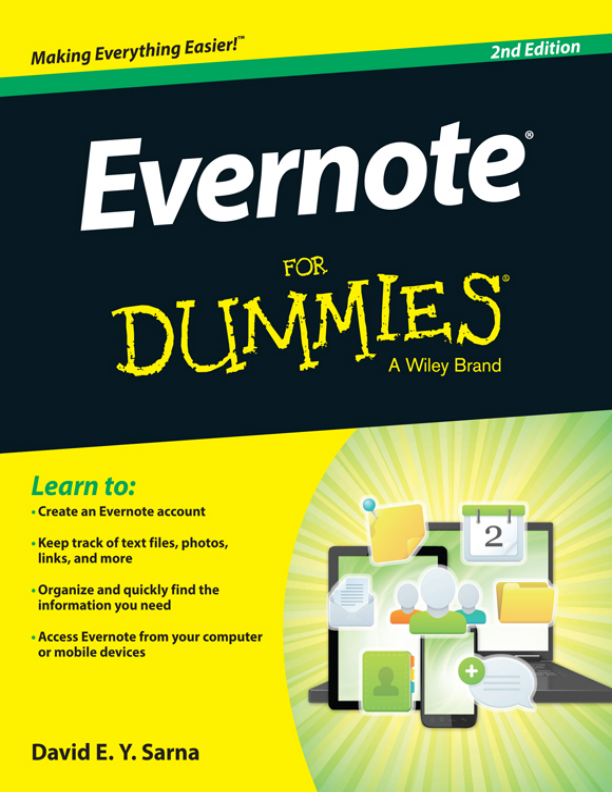 Making Everything Easier!™
2nd Edition
Evernote®
FOR
DUMMIES®
A Wiley Brand
Learn to:
• Create an Evernote account
• Keep track of text files, photos,
links, and more
• Organize and quickly find the
information you need
• Access Evernote from your computer
or mobile devices
2
David E. Y. Sarna